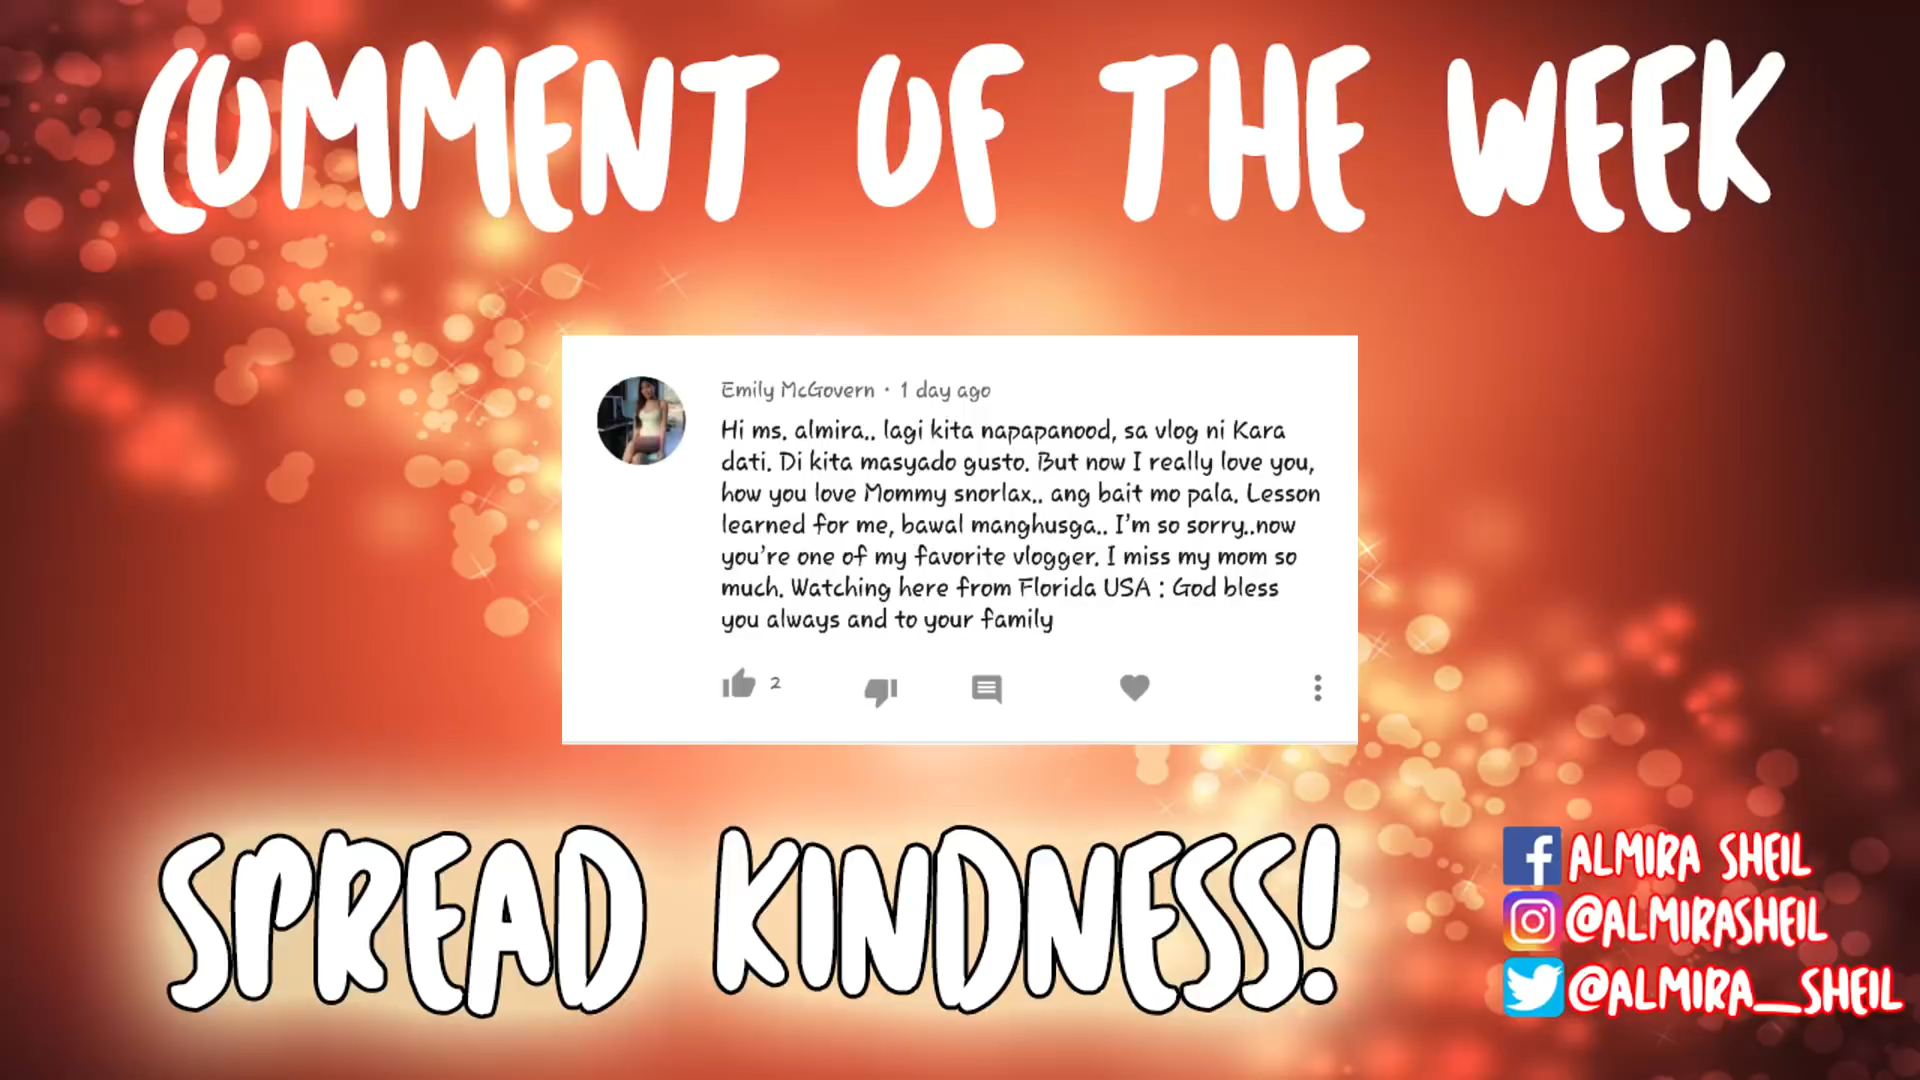 COMMENT OF THE WEEK
Emily McGovern · 1 day ago
Hi ms. almira.. lagi kita napapanood, sa vlog ni Kara
dati. Di kita masyado gusto. But now I really love you,
how you love Mommy snorlax.. ang bait mo pala. Lesson
learned for me, bawal manghusga.. I'm so sorry..now
you're one of my favorite vlogger. I miss my mom so
much. Watching here from Florida USA : God bless
you always and to your family
2
SPREAD KINDNESS!
ALMIRA SHEIL
@ALMIRASHEIL
@ALMIRA_SHEIL